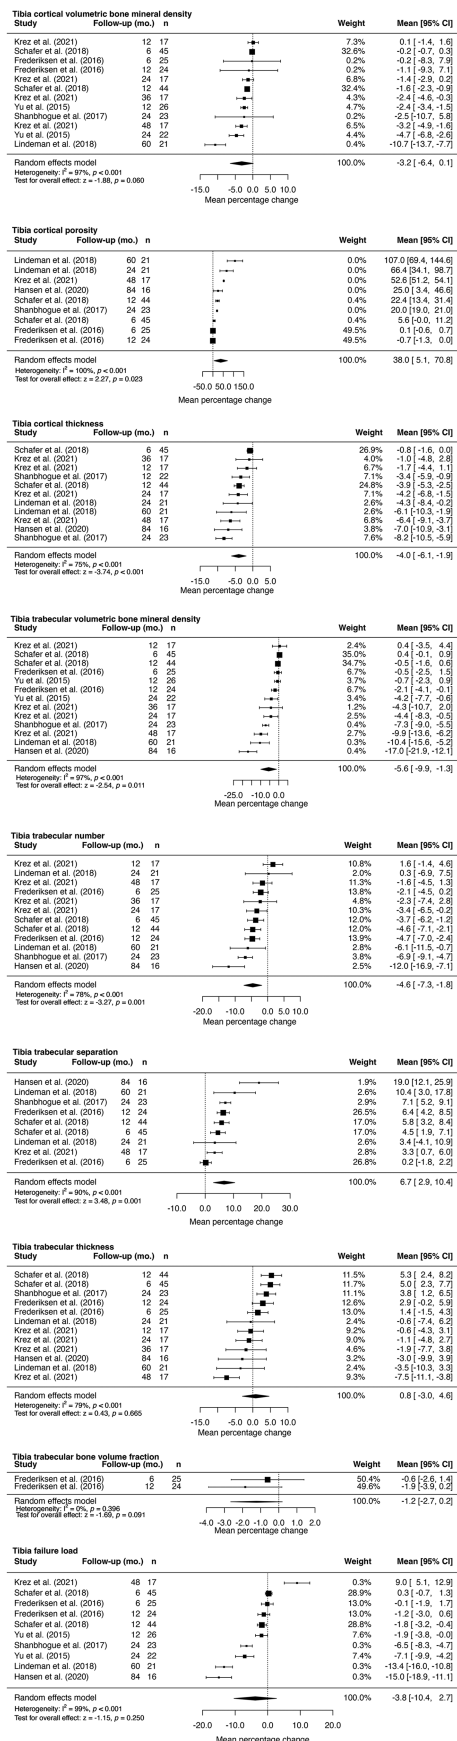 Tibia cortical volumetric bone mineral density
Study Follow-up (mo.) n Weight Mean [95% CI]
Krez et al. (2021) 12 17 7.3% 0.1 [ -1.4, 1.6]
Schafer et al. (2018) 6 45 32.6% -0.2 [ -0.7, 0.3]
Frederiksen et al. (2016) 6 25 0.2% -0.2 [ -8.3, 7.9]
Frederiksen et al. (2016) 12 24 0.2% -1.1 [ -9.3, 7.1]
Krez et al. (2021) 24 17 6.8% -1.4 [ -2.9, 0.2]
Schafer et al. (2018) 12 44 32.4% -1.6 [ -2.3, -0.9]
Krez et al. (2021) 36 17 4.3% -2.4 [ -4.6, -0.3]
Yu et al. (2015) 12 26 4.7% -2.4 [ -3.4, -1.5]
Shanbhogue et al. (2017) 24 23 0.2% -2.5 [-10.7, 5.8]
Krez et al. (2021) 48 17 6.5% -3.2 [ -4.9, -1.6]
Yu et al. (2015) 24 22 4.4% -4.7 [ -6.8, -2.6]
Lindeman et al. (2018) 60 21 0.4% -10.7 [-13.7, -7.7]
Random effects model 100.0% -3.2 [ -6.4, 0.1]
Heterogeneity: I² = 97%, p < 0.001
Test for overall effect: z = -1.88, p = 0.060
-15.0 -5.0 0.0 5.0 10.0
Mean percentage change
Tibia cortical porosity
Study Follow-up (mo.) n Weight Mean [95% CI]
Lindeman et al. (2018) 60 21 0.0% 107.0 [69.4, 144.6]
Lindeman et al. (2018) 24 21 0.0% 66.4 [34.1, 98.7]
Krez et al. (2021) 48 17 0.0% 52.6 [51.2, 54.1]
Hansen et al. (2020) 84 16 0.0% 25.0 [ 3.4, 46.6]
Schafer et al. (2018) 12 44 0.4% 22.4 [13.4, 31.4]
Shanbhogue et al. (2017) 24 23 0.0% 20.0 [19.0, 21.0]
Schafer et al. (2018) 6 45 0.4% 5.6 [-0.0, 11.2]
Frederiksen et al. (2016) 6 25 49.5% 0.1 [-0.6, 0.7]
Frederiksen et al. (2016) 12 24 49.5% -0.7 [-1.3, 0.0]
Random effects model 100.0% 38.0 [ 5.1, 70.8]
Heterogeneity: I² = 100%, p < 0.001
Test for overall effect: z = 2.27, p = 0.023
-50.0 50.0 150.0
Mean percentage change
Tibia cortical thickness
Study Follow-up (mo.) n Weight Mean [95% CI]
Schafer et al. (2018) 6 45 26.9% -0.8 [ -1.6, 0.0]
Krez et al. (2021) 36 17 4.0% -1.0 [ -4.8, 2.8]
Krez et al. (2021) 12 17 6.7% -1.7 [ -4.4, 1.1]
Shanbhogue et al. (2017) 12 22 7.1% -3.4 [ -5.9, -0.9]
Schafer et al. (2018) 12 44 24.8% -3.9 [ -5.3, -2.5]
Krez et al. (2021) 24 17 7.1% -4.2 [ -6.8, -1.5]
Lindeman et al. (2018) 24 21 2.6% -4.3 [ -8.4, -0.2]
Lindeman et al. (2018) 60 21 2.6% -6.1 [-10.3, -1.9]
Krez et al. (2021) 48 17 6.8% -6.4 [ -9.1, -3.7]
Hansen et al. (2020) 84 16 3.8% -7.0 [-10.9, -3.1]
Shanbhogue et al. (2017) 24 23 7.6% -8.2 [-10.5, -5.9]
Random effects model 100.0% -4.0 [ -6.1, -1.9]
Heterogeneity: I² = 75%, p < 0.001
Test for overall effect: z = -3.74, p < 0.001
-15.0 -5.0 0.0 5.0
Mean percentage change
Tibia trabecular volumetric bone mineral density
Study Follow-up (mo.) n Weight Mean [95% CI]
Krez et al. (2021) 12 17 2.4% 0.4 [ -3.5, 4.4]
Schafer et al. (2018) 6 45 35.0% 0.4 [ -0.1, 0.9]
Schafer et al. (2018) 12 44 34.7% -0.5 [ -1.6, 0.6]
Frederiksen et al. (2016) 6 25 6.7% -0.5 [ -2.5, 1.5]
Yu et al. (2015) 12 26 3.7% -0.7 [ -2.3, 0.9]
Frederiksen et al. (2016) 12 24 6.7% -2.1 [ -4.1, -0.1]
Yu et al. (2015) 24 22 3.4% -4.2 [ -7.7, -0.6]
Krez et al. (2021) 36 17 1.2% -4.3 [-10.7, 2.0]
Krez et al. (2021) 24 17 2.5% -4.4 [ -8.3, -0.5]
Shanbhogue et al. (2017) 24 23 0.4% -7.3 [ -9.0, -5.5]
Krez et al. (2021) 48 17 2.7% -9.9 [-13.6, -6.2]
Lindeman et al. (2018) 60 21 0.3% -10.4 [-15.6, -5.2]
Hansen et al. (2020) 84 16 0.4% -17.0 [-21.9, -12.1]
Random effects model 100.0% -5.6 [ -9.9, -1.3]
Heterogeneity: I² = 97%, p < 0.001
Test for overall effect: z = -2.54, p = 0.011
-25.0 -10.0 0.0
Mean percentage change
Tibia trabecular number
Study Follow-up (mo.) n Weight Mean [95% CI]
Krez et al. (2021) 12 17 10.8% 1.6 [ -1.4, 4.6]
Lindeman et al. (2018) 24 21 2.0% 0.3 [ -6.9, 7.5]
Krez et al. (2021) 48 17 11.3% -1.6 [ -4.5, 1.3]
Frederiksen et al. (2016) 6 25 13.8% -2.1 [ -4.5, 0.2]
Krez et al. (2021) 36 17 4.8% -2.3 [ -7.4, 2.8]
Krez et al. (2021) 24 17 10.3% -3.4 [ -6.5, -0.2]
Schafer et al. (2018) 6 45 12.0% -3.7 [ -6.2, -1.2]
Schafer et al. (2018) 12 44 12.0% -4.6 [ -7.1, -2.1]
Frederiksen et al. (2016) 12 24 13.9% -4.7 [ -7.0, -2.4]
Lindeman et al. (2018) 60 21 2.8% -6.1 [-11.5, -0.7]
Shanbhogue et al. (2017) 24 23 3.8% -6.9 [ -9.1, -4.7]
Hansen et al. (2020) 84 16 2.5% -12.0 [-16.9, -7.1]
Random effects model 100.0% -4.6 [ -7.3, -1.8]
Heterogeneity: I² = 78%, p < 0.001
Test for overall effect: z = -3.27, p = 0.001
-20.0 -10.0 0.0 5.0 10.0
Mean percentage change
Tibia trabecular separation
Study Follow-up (mo.) n Weight Mean [95% CI]
Hansen et al. (2020) 84 16 1.9% 19.0 [12.1, 25.9]
Lindeman et al. (2018) 60 21 2.6% 10.4 [ 3.0, 17.8]
Shanbhogue et al. (2017) 24 23 2.9% 7.1 [ 5.2, 9.1]
Frederiksen et al. (2016) 12 24 26.5% 6.4 [ 4.2, 8.5]
Schafer et al. (2018) 12 44 17.0% 5.8 [ 3.2, 8.4]
Schafer et al. (2018) 6 45 17.0% 4.5 [ 1.9, 7.1]
Lindeman et al. (2018) 24 21 2.6% 3.4 [-4.1, 10.9]
Krez et al. (2021) 48 17 2.8% 3.3 [ 0.7, 6.0]
Frederiksen et al. (2016) 6 25 26.8% 0.2 [-1.8, 2.2]
Random effects model 100.0% 6.7 [ 2.9, 10.4]
Heterogeneity: I² = 90%, p < 0.001
Test for overall effect: z = 3.48, p = 0.001
-10.0 0.0 10.0 20.0 30.0
Mean percentage change
Tibia trabecular thickness
Study Follow-up (mo.) n Weight Mean [95% CI]
Schafer et al. (2018) 12 44 11.5% 5.3 [ 2.4, 8.2]
Schafer et al. (2018) 6 45 11.7% 5.0 [ 2.3, 7.7]
Shanbhogue et al. (2017) 24 23 11.1% 3.8 [ 1.2, 6.5]
Frederiksen et al. (2016) 12 24 12.6% 2.9 [ -0.2, 5.9]
Frederiksen et al. (2016) 6 25 13.0% 1.4 [ -1.5, 4.3]
Lindeman et al. (2018) 24 21 2.4% -0.6 [ -7.4, 6.2]
Krez et al. (2021) 12 17 9.2% -0.6 [ -4.3, 3.1]
Krez et al. (2021) 24 17 9.0% -1.1 [ -4.8, 2.7]
Krez et al. (2021) 36 17 4.6% -1.9 [ -7.7, 3.8]
Hansen et al. (2020) 84 16 3.2% -3.0 [ -9.9, 3.9]
Lindeman et al. (2018) 60 21 2.4% -3.5 [-10.3, 3.3]
Krez et al. (2021) 48 17 9.3% -7.5 [-11.1, -3.8]
Random effects model 100.0% 0.8 [ -3.0, 4.6]
Heterogeneity: I² = 79%, p < 0.001
Test for overall effect: z = 0.43, p = 0.665
-15.0 -5.0 0.0 5.0 10.0
Mean percentage change
Tibia trabecular bone volume fraction
Study Follow-up (mo.) n Weight Mean [95% CI]
Frederiksen et al. (2016) 6 25 50.4% -0.6 [-2.6, 1.4]
Frederiksen et al. (2016) 12 24 49.6% -1.9 [-3.9, 0.2]
Random effects model 100.0% -1.2 [-2.7, 0.2]
Heterogeneity: I² = 0%, p = 0.396
Test for overall effect: z = -1.69, p = 0.091
-4.0 -3.0 -2.0 -1.0 0.0 1.0 2.0
Mean percentage change
Tibia failure load
Study Follow-up (mo.) n Weight Mean [95% CI]
Krez et al. (2021) 48 17 0.3% 9.0 [ 5.1, 12.9]
Schafer et al. (2018) 6 45 28.9% 0.3 [ -0.7, 1.3]
Frederiksen et al. (2016) 6 25 13.0% -0.1 [ -1.9, 1.7]
Frederiksen et al. (2016) 12 24 13.0% -1.2 [ -3.0, 0.6]
Schafer et al. (2018) 12 44 28.8% -1.8 [ -3.2, -0.4]
Yu et al. (2015) 12 26 7.6% -1.9 [ -3.8, -0.0]
Shanbhogue et al. (2017) 24 23 0.3% -6.5 [ -8.3, -4.7]
Yu et al. (2015) 24 22 7.4% -7.1 [ -9.9, -4.2]
Lindeman et al. (2018) 60 21 0.3% -13.4 [-16.0, -10.8]
Hansen et al. (2020) 84 16 0.3% -15.0 [-18.9, -11.1]
Random effects model 100.0% -3.8 [-10.4, 2.7]
Heterogeneity: I² = 99%, p < 0.001
Test for overall effect: z = -1.15, p = 0.250
-20.0 -10.0 0.0 10.0 20.0
Mean percentage change